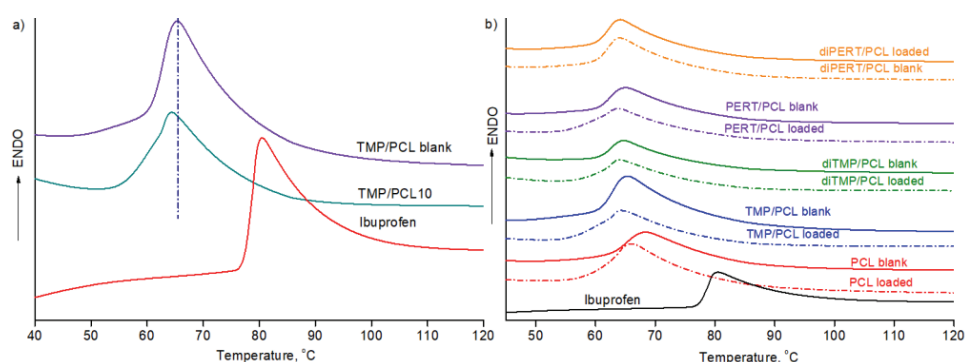 a)
ENDO
TMP/PCL blank
TMP/PCL10
Ibuprofen
40 50 60 70 80 90 100 110 120
Temperature, °C
b)
ENDO
diPERT/PCL loaded
diPERT/PCL blank
PERT/PCL blank
PERT/PCL loaded
diTMP/PCL blank
diTMP/PCL loaded
TMP/PCL blank
TMP/PCL loaded
PCL blank
PCL loaded
Ibuprofen
50 60 70 80 90 100 110 120
Temperature, °C